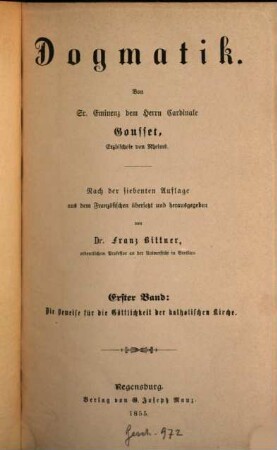 Dogmatik.
Von
Sr. Eminenz dem Herrn Cardinale
Gousset,
Erzbischofe von Rheims.
Nach der siebenten Auflage
aus dem Französischen übersetzt und herausgegeben
von
Dr. Franz Bittner,
ordentlichem Professor an der Universität in Breslau.
Erster Band:
Die Beweise für die Göttlichkeit der katholischen Kirche.
Regensburg.
Verlag von G. Joseph Manz.
1855.
Gesch. 972